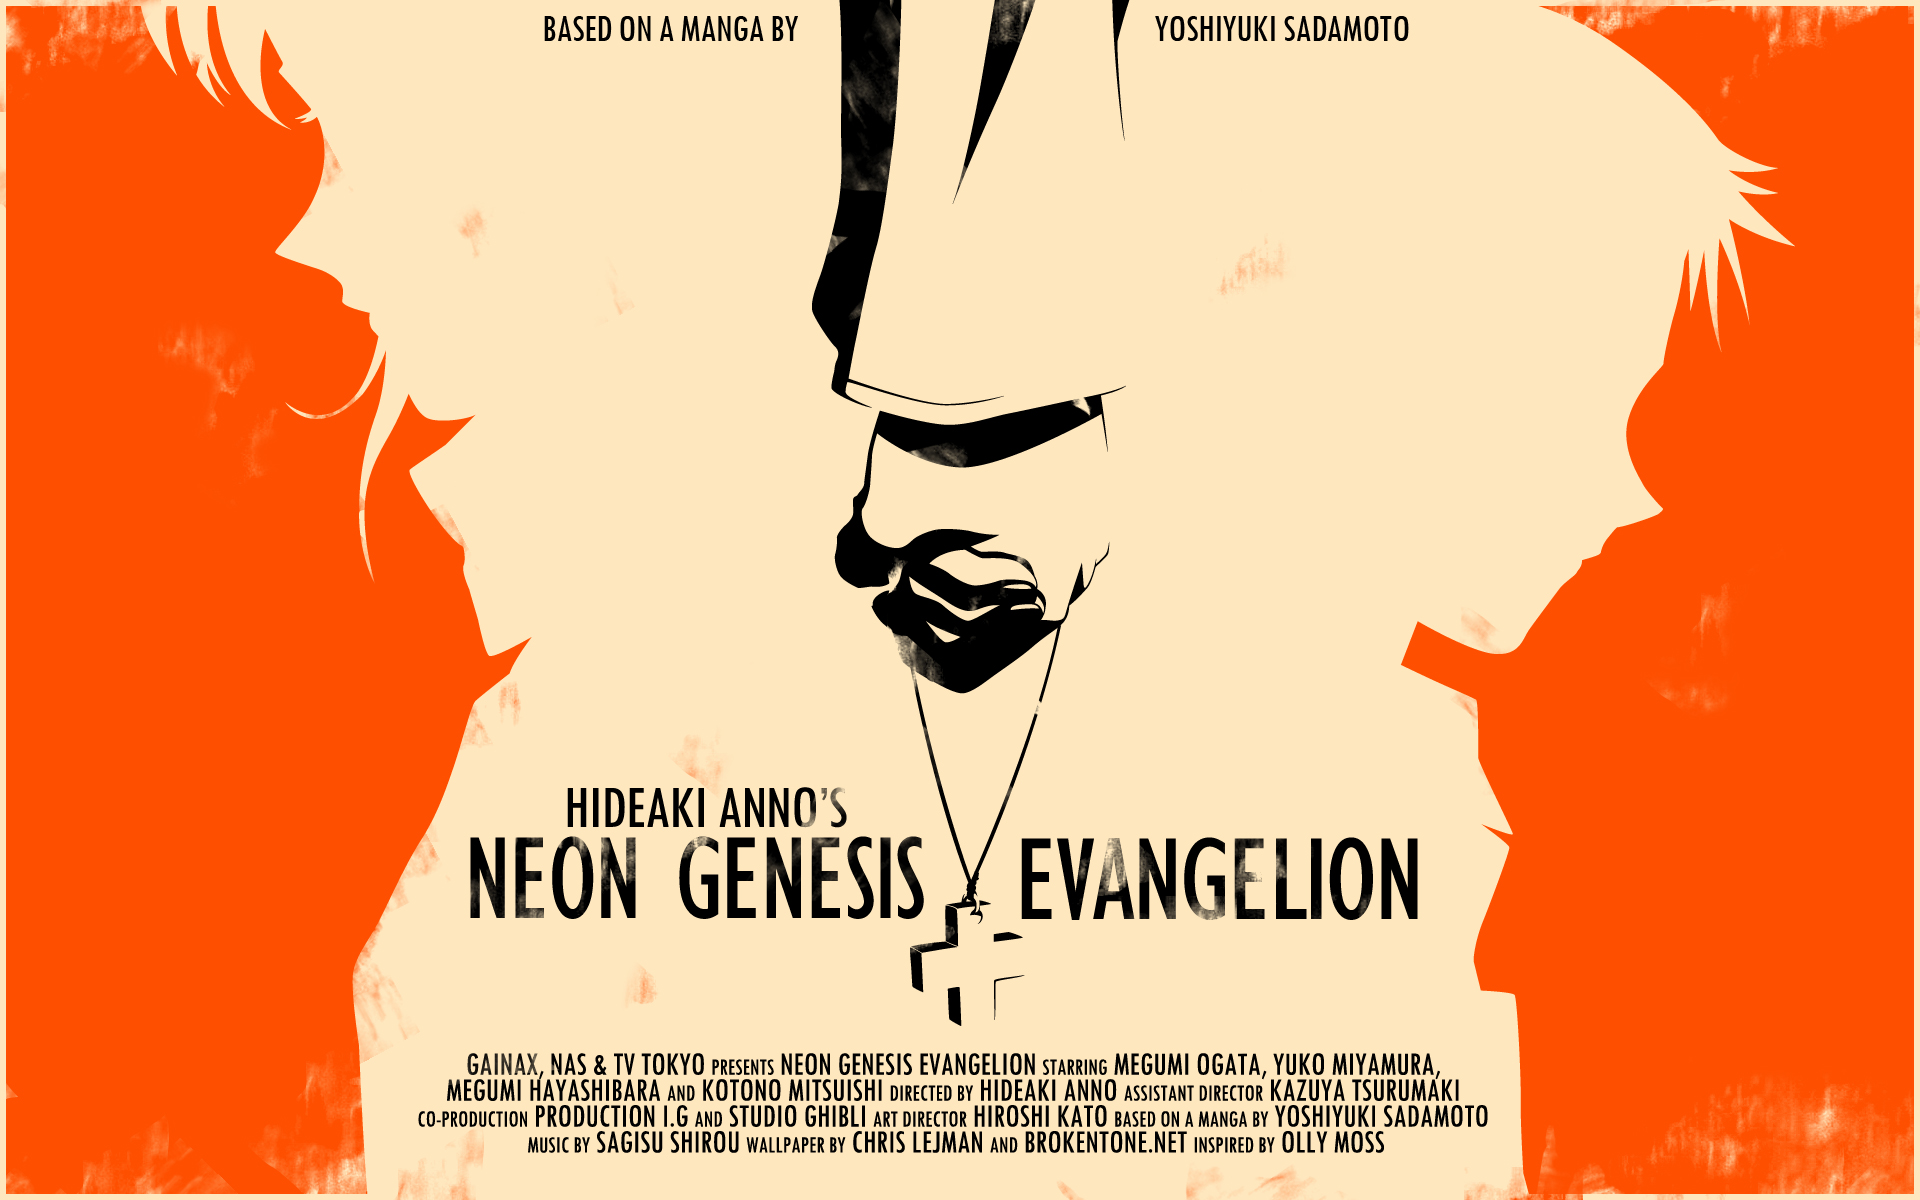 BASED ON A MANGA BY YOSHIYUKI SADAMOTO
HIDEAKI ANNO'S
NEON GENESIS EVANGELION
GAINAX, NAS & TV TOKYO PRESENTS NEON GENESIS EVANGELION STARRING MEGUMI OGATA, YUKO MIYAMURA,
MEGUMI HAYASHIBARA AND KOTONO MITSUISHI DIRECTED BY HIDEAKI ANNO ASSISTANT DIRECTOR KAZUYA TSURUMAKI
CO-PRODUCTION PRODUCTION I.G AND STUDIO GHIBLI ART DIRECTOR HIROSHI KATO BASED ON A MANGA BY YOSHIYUKI SADAMOTO
MUSIC BY SAGISU SHIROU WALLPAPER BY CHRIS LEJMAN AND BROKENTONE.NET INSPIRED BY OLLY MOSS